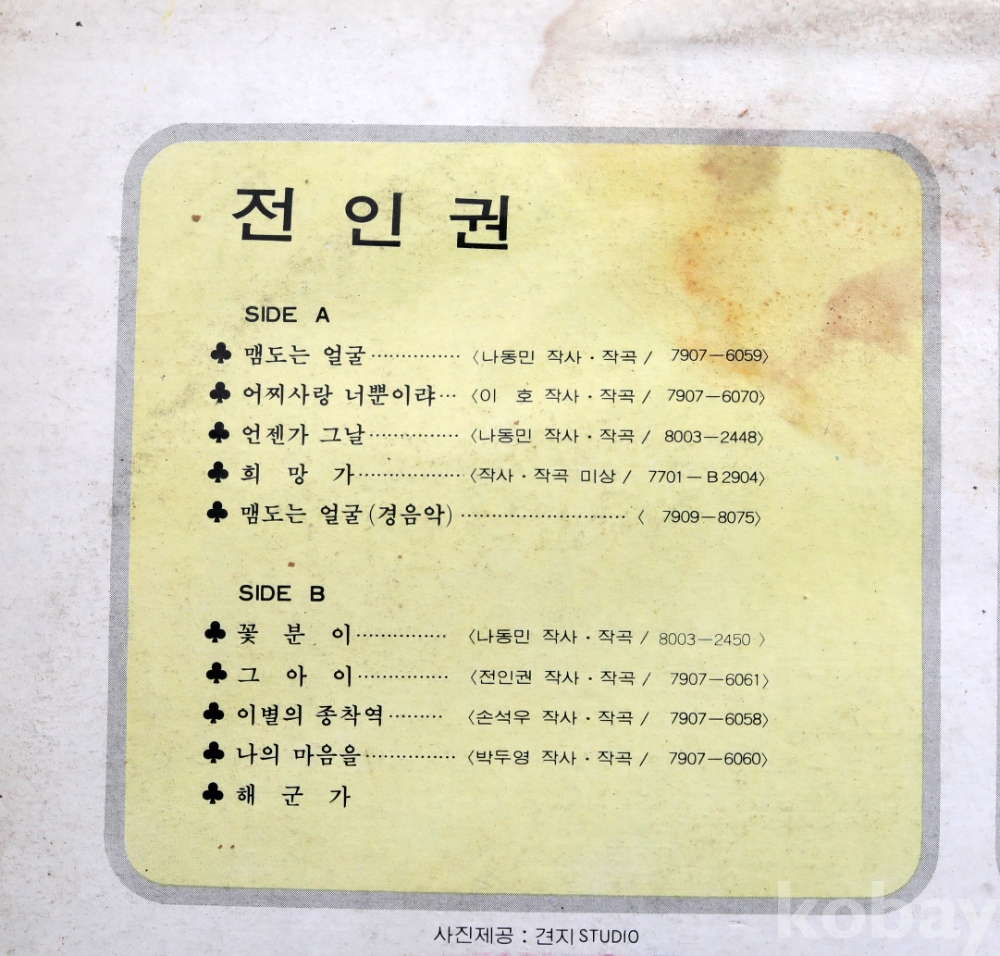 전 인 권
SIDE A
♣ 맴도는 얼굴 ··············· 〈나동민 작사 · 작곡 / 7907—6059〉
♣ 어찌사랑 너뿐이랴 ··· 〈이 호 작사 · 작곡 / 7907—6070〉
♣ 언젠가 그날 ··············· 〈나동민 작사 · 작곡 / 8003—2448〉
♣ 희 망 가 ·················· 〈작사 · 작곡 미상 / 7701—B2904〉
♣ 맴도는 얼굴 (경음악) ··························· 〈 7909—8075〉
SIDE B
♣ 꽃 분 이 ··············· 〈나동민 작사 · 작곡 / 8003—2450 〉
♣ 그 아 이 ··············· 〈전인권 작사 · 작곡 / 7907—6061〉
♣ 이별의 종착역 ········· 〈손석우 작사 · 작곡 / 7907—6058〉
♣ 나의 마음을 ··············· 〈박두영 작사 · 작곡 / 7907—6060〉
♣ 해 군 가
사진제공 : 견지 STUDIO
kobay